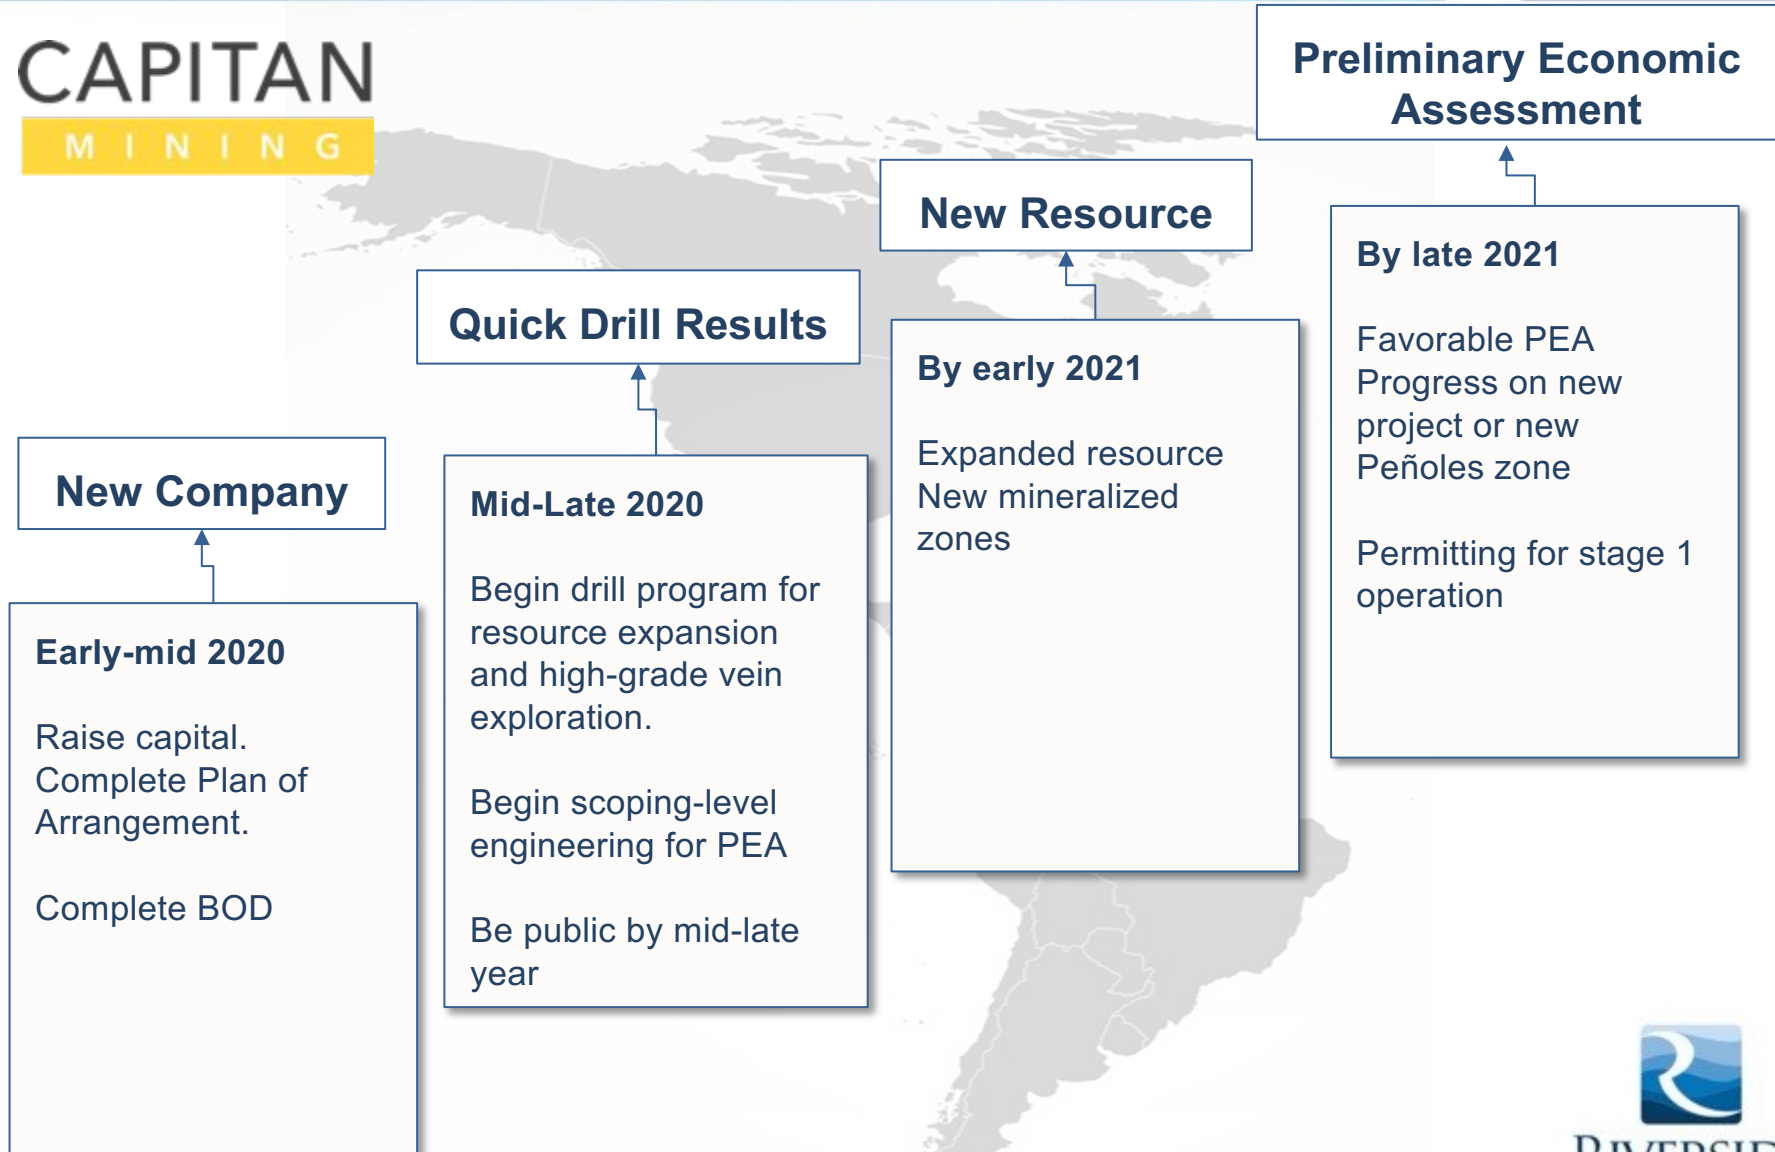 CAPITAN
MINING
New Company
Early-mid 2020
Raise capital.
Complete Plan of
Arrangement.
Complete BOD
Quick Drill Results
Mid-Late 2020
Begin drill program for
resource expansion
and high-grade vein
exploration.
Begin scoping-level
engineering for PEA
Be public by mid-late
year
New Resource
By early 2021
Expanded resource
New mineralized
zones
Preliminary Economic
Assessment
By late 2021
Favorable PEA
Progress on new
project or new
Peñoles zone
Permitting for stage 1
operation